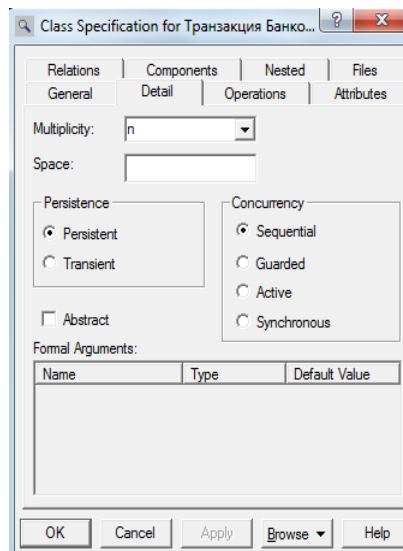 Class Specification for Транзакция Банко...
Relations Components Nested Files
General Detail Operations Attributes
Multiplicity: n
Space:
Persistence Concurrency
Persistent Sequential
Transient Guarded
Active
Abstract Synchronous
Formal Arguments:
Name Type Default Value
OK Cancel Apply Browse Help